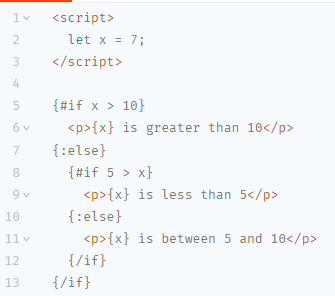 1 <script>
2   let x = 7;
3 </script>
4
5 {#if x > 10}
6   <p>{x} is greater than 10</p>
7 {:else}
8   {#if 5 > x}
9     <p>{x} is less than 5</p>
10   {:else}
11     <p>{x} is between 5 and 10</p>
12   {/if}
13 {/if}